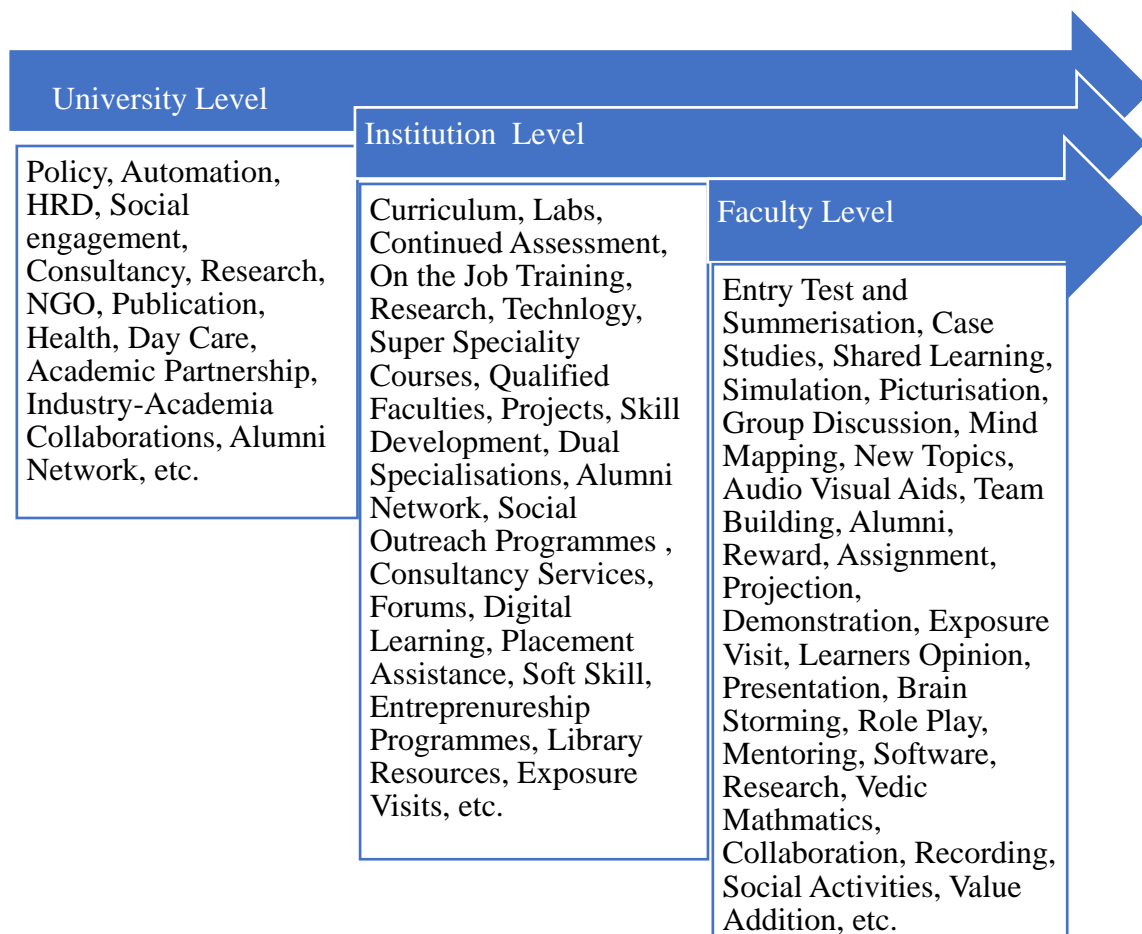 University Level
Policy, Automation,
HRD, Social
engagement,
Consultancy, Research,
NGO, Publication,
Health, Day Care,
Academic Partnership,
Industry-Academia
Collaborations, Alumni
Network, etc.
Institution Level
Curriculum, Labs,
Continued Assessment,
On the Job Training,
Research, Technlogy,
Super Speciality
Courses, Qualified
Faculties, Projects, Skill
Development, Dual
Specialisations, Alumni
Network, Social
Outreach Programmes ,
Consultancy Services,
Forums, Digital
Learning, Placement
Assistance, Soft Skill,
Entreprenureship
Programmes, Library
Resources, Exposure
Visits, etc.
Faculty Level
Entry Test and
Summerisation, Case
Studies, Shared Learning,
Simulation, Picturisation,
Group Discussion, Mind
Mapping, New Topics,
Audio Visual Aids, Team
Building, Alumni,
Reward, Assignment,
Projection,
Demonstration, Exposure
Visit, Learners Opinion,
Presentation, Brain
Storming, Role Play,
Mentoring, Software,
Research, Vedic
Mathmatics,
Collaboration, Recording,
Social Activities, Value
Addition, etc.